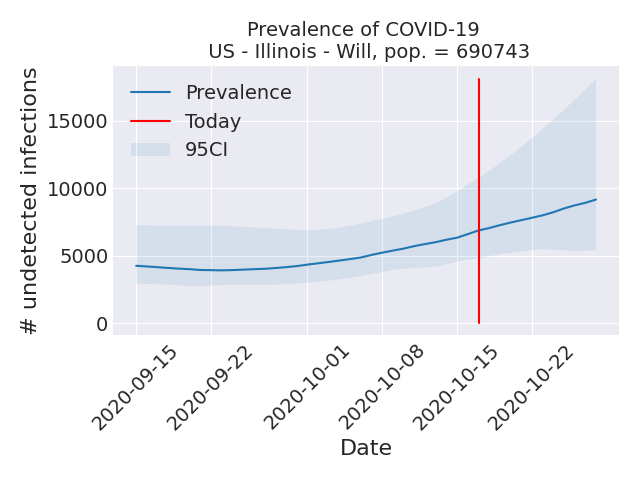 Prevalence of COVID-19
US - Illinois - Will, pop. = 690743
# undetected infections
Prevalence
Today
95CI
15000
10000
5000
0
2020-09-15
2020-09-22
2020-10-01
2020-10-08
2020-10-15
2020-10-22
Date